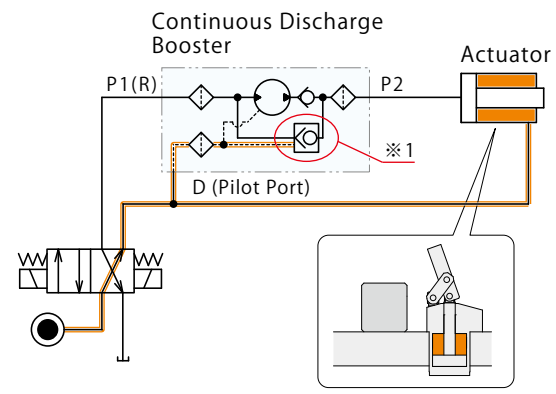 Continuous Discharge
Booster
Actuator
P1(R)
P2
※1
D (Pilot Port)